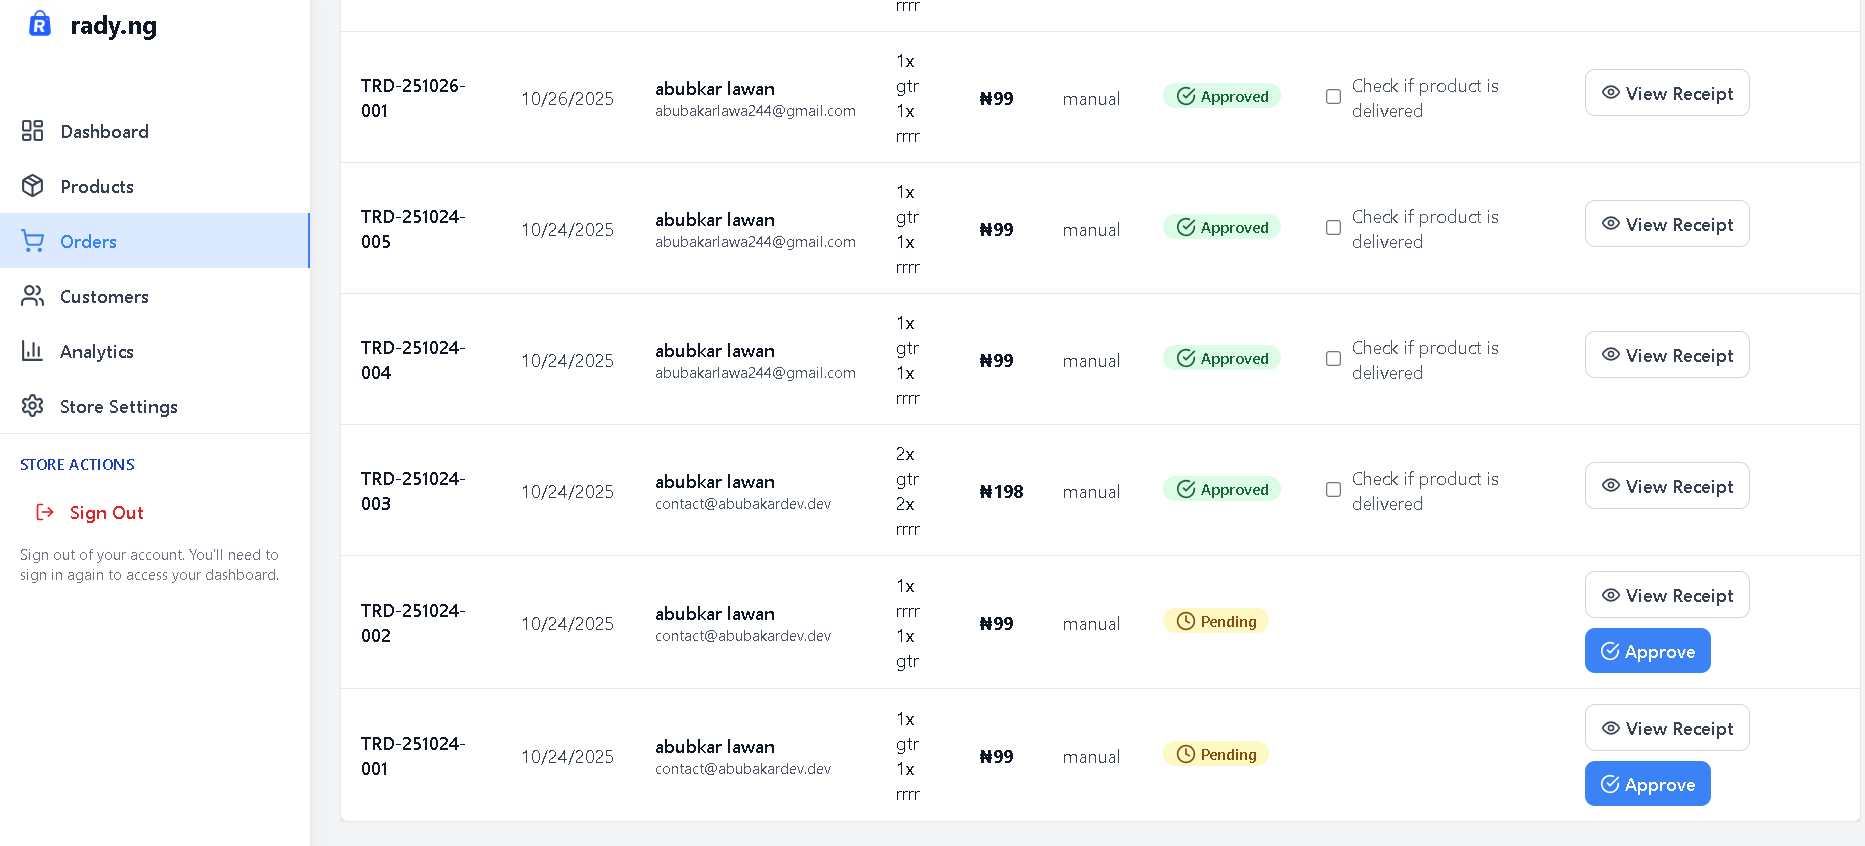 rady.ng
Dashboard
Products
Orders
Customers
Analytics
Store Settings
STORE ACTIONS
Sign Out
Sign out of your account. You'll need to
sign in again to access your dashboard.
rrrr
TRD-251026-
001
10/26/2025
abubkar lawan
abubakarlawa244@gmail.com
1x
gtr
1x
rrrr
₦99
manual
Approved
Check if product is
delivered
View Receipt
TRD-251024-
005
10/24/2025
abubkar lawan
abubakarlawa244@gmail.com
1x
gtr
1x
rrrr
₦99
manual
Approved
Check if product is
delivered
View Receipt
TRD-251024-
004
10/24/2025
abubkar lawan
abubakarlawa244@gmail.com
1x
gtr
1x
rrrr
₦99
manual
Approved
Check if product is
delivered
View Receipt
TRD-251024-
003
10/24/2025
abubkar lawan
contact@abubakardev.dev
2x
gtr
2x
rrrr
₦198
manual
Approved
Check if product is
delivered
View Receipt
TRD-251024-
002
10/24/2025
abubkar lawan
contact@abubakardev.dev
1x
rrrr
1x
gtr
₦99
manual
Pending
View Receipt
Approve
TRD-251024-
001
10/24/2025
abubkar lawan
contact@abubakardev.dev
1x
gtr
1x
rrrr
₦99
manual
Pending
View Receipt
Approve